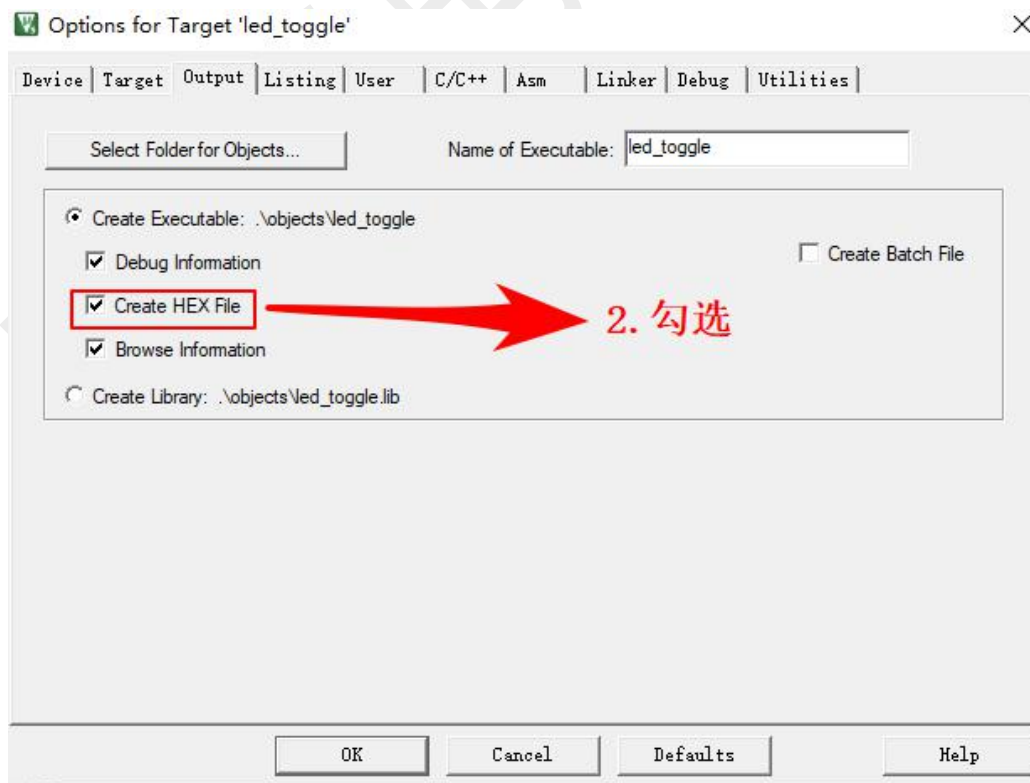 Options for Target 'led_toggle'
Device Target Output Listing User C/C++ Asm Linker Debug Utilities
Select Folder for Objects... Name of Executable: led_toggle
Create Executable: .\objects\led_toggle
Debug Information Create Batch File
Create HEX File 2. 勾选
Browse Information
Create Library: .\objects\led_toggle.lib
OK Cancel Defaults Help